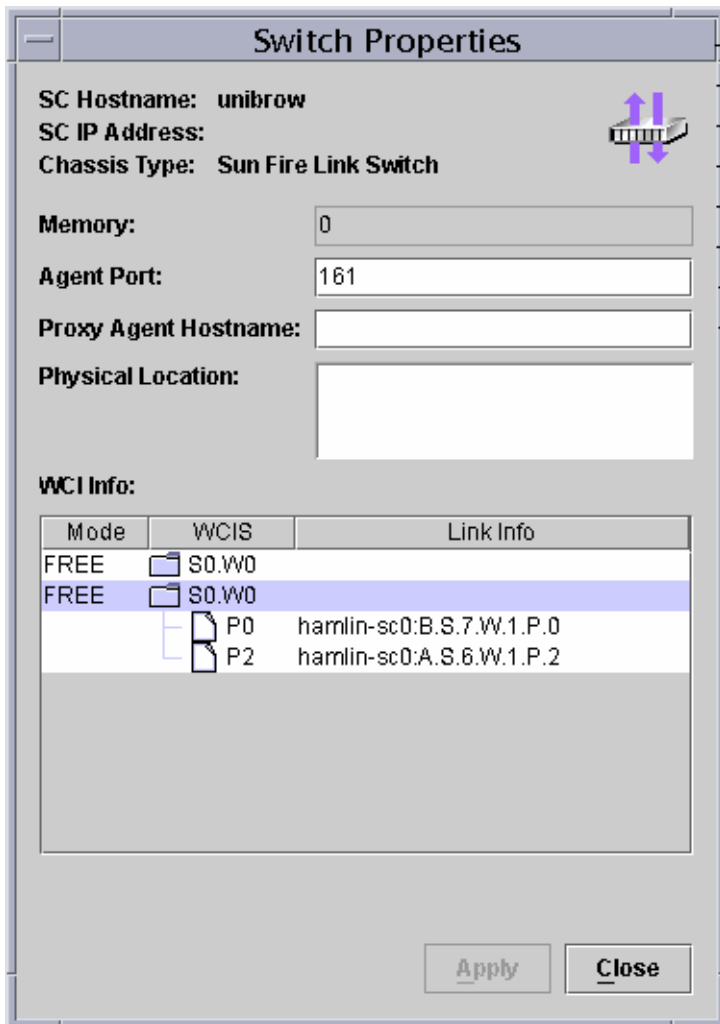 Switch Properties
SC Hostname: unibrow
SC IP Address:
Chassis Type: Sun Fire Link Switch
Memory: 0
Agent Port: 161
Proxy Agent Hostname:
Physical Location:
WCI Info:
Mode WCIS Link Info
FREE S0.W0
FREE S0.W0
P0 hamlin-sc0:B.S.7.W.1.P.0
P2 hamlin-sc0:A.S.6.W.1.P.2
Apply Close